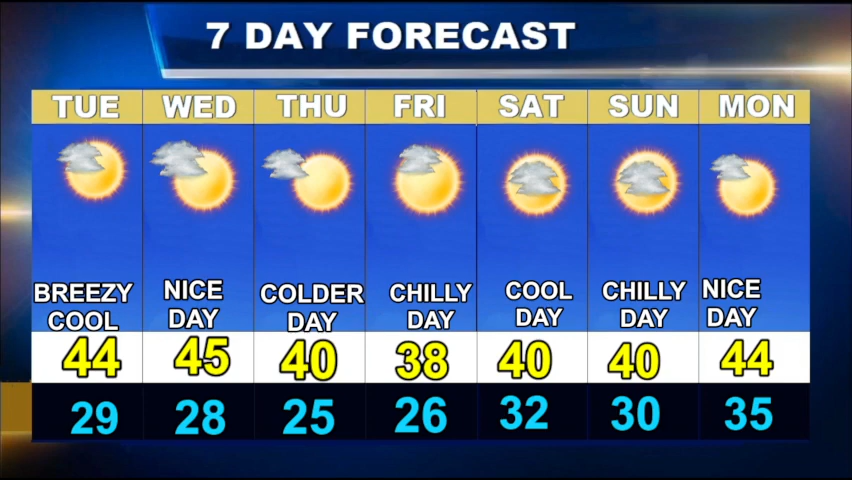 7 DAY FORECAST
TUE WED THU FRI SAT SUN MON
BREEZY COOL
NICE DAY
COLDER DAY
CHILLY DAY
COOL DAY
CHILLY DAY
NICE DAY
44 45 40 38 40 40 44
29 28 25 26 32 30 35